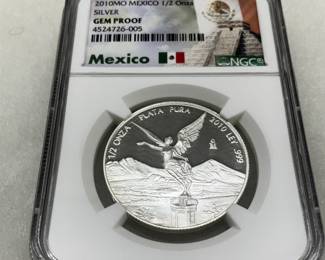 2010MO MEXICO 1/2 Onza
SILVER
GEM PROOF
4524726-005
Mexico
NGC®
1/2 ONZA PLATA PURA 2010 LEY .999